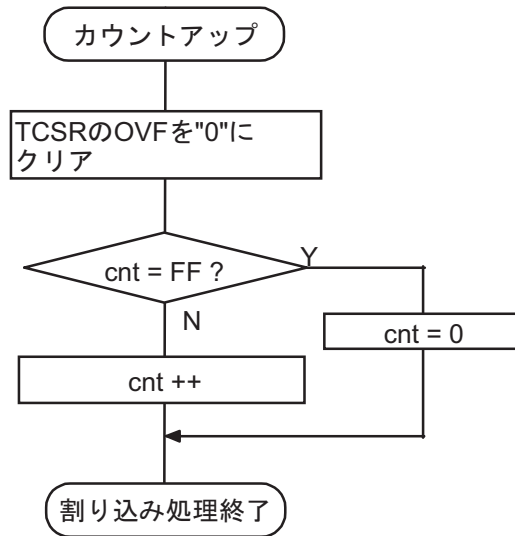 カウントアップ
TCSRのOVFを"0"に
クリア
cnt = FF ?
Y
N
cnt = 0
cnt ++
割り込み処理終了